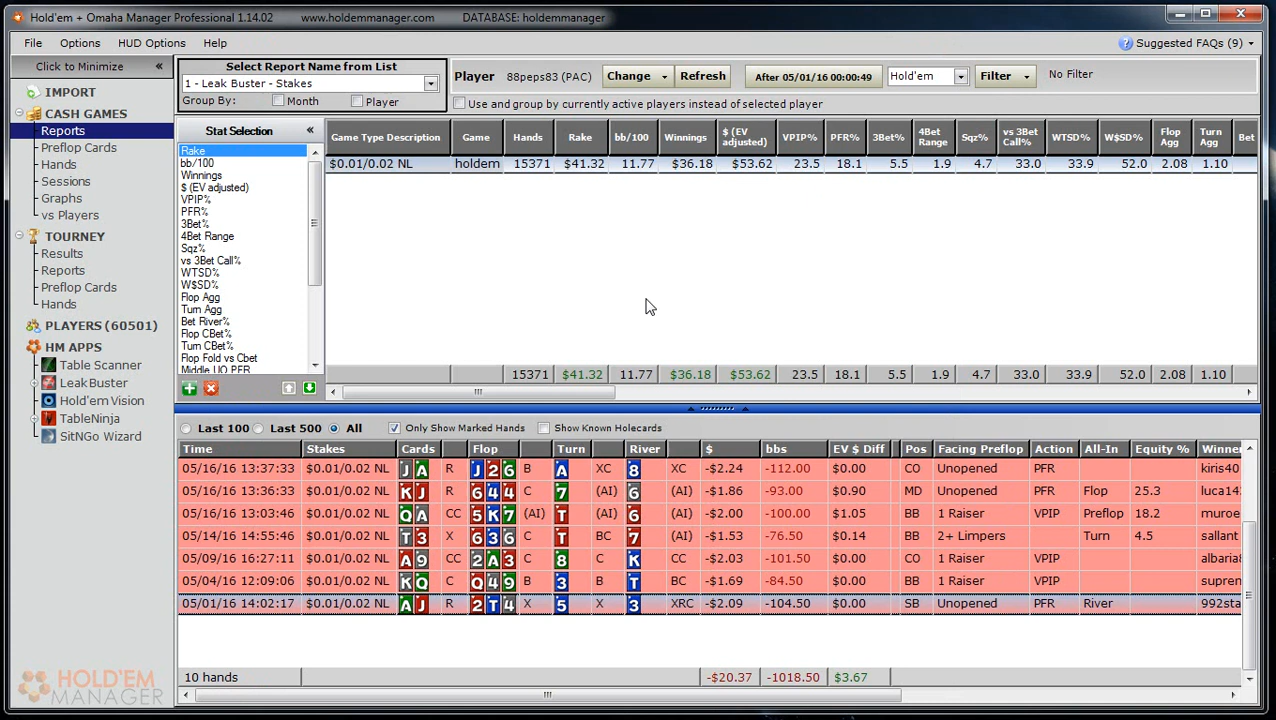 Hold'em + Omaha Manager Professional 1.14.02 www.holdemmanager.com DATABASE: holdemmanager
File Options HUD Options Help Suggested FAQs (9)
Click to Minimize «
IMPORT
CASH GAMES
Reports
Preflop Cards
Hands
Sessions
Graphs
vs Players
TOURNEY
Results
Reports
Preflop Cards
Hands
PLAYERS (60501)
HM APPS
Table Scanner
LeakBuster
Hold'em Vision
TableNinja
SitNGo Wizard
HOLD'EM
MANAGER
Select Report Name from List
1 - Leak Buster - Stakes
Group By: Month Player
Player 88peps83 (PAC) Change Refresh After 05/01/16 00:00:49 Hold'em Filter No Filter
Use and group by currently active players instead of selected player
Stat Selection «
Rake
bb/100
Winnings
$ (EV adjusted)
VPIP%
PFR%
3Bet%
4Bet Range
Sqz%
vs 3Bet Call%
WTSD%
W$SD%
Flop Agg
Turn Agg
Bet River%
Flop CBet%
Turn CBet%
Flop Fold vs Cbet
Middle UO PFR
Game Type Description Game Hands Rake bb/100 Winnings $ (EV adjusted) VPIP% PFR% 3Bet% 4Bet Range Sqz% vs 3Bet Call% WTSD% W$SD% Flop Agg Turn Agg Bet
$0.01/0.02 NL holdem 15371 $41.32 11.77 $36.18 $53.62 23.5 18.1 5.5 1.9 4.7 33.0 33.9 52.0 2.08 1.10
15371 $41.32 11.77 $36.18 $53.62 23.5 18.1 5.5 1.9 4.7 33.0 33.9 52.0 2.08 1.10
Last 100 Last 500 All Only Show Marked Hands Show Known Holecards
Time Stakes Cards Flop Turn River $ bbs EV $ Diff Pos Facing Preflop Action All-In Equity % Winner
05/16/16 13:37:33 $0.01/0.02 NL J A R J 2 6 B A XC 8 XC -$2.24 -112.00 $0.00 CO Unopened PFR kiris40
05/16/16 13:36:33 $0.01/0.02 NL K J R 6 4 4 C 7 (AI) 6 (AI) -$1.86 -93.00 $0.90 MD Unopened PFR Flop 25.3 luca14
05/16/16 13:03:46 $0.01/0.02 NL Q A CC 5 K 7 (AI) T (AI) 6 (AI) -$2.00 -100.00 $1.05 BB 1 Raiser VPIP Preflop 18.2 muroe
05/14/16 14:55:46 $0.01/0.02 NL T 3 X 6 3 6 C T BC 7 (AI) -$1.53 -76.50 $0.14 BB 2+ Limpers Turn 4.5 sallant
05/09/16 16:27:11 $0.01/0.02 NL A 9 CC 2 A 3 C 8 C K CC -$2.03 -101.50 $0.00 CO 1 Raiser VPIP albaria
05/04/16 12:09:06 $0.01/0.02 NL K Q C Q 4 9 B 3 B T BC -$1.69 -84.50 $0.00 BB 1 Raiser VPIP supren
05/01/16 14:02:17 $0.01/0.02 NL A J R 2 T 4 X 5 X 3 XRC -$2.09 -104.50 $0.00 SB Unopened PFR River 992sta
10 hands -$20.37 -1018.50 $3.67